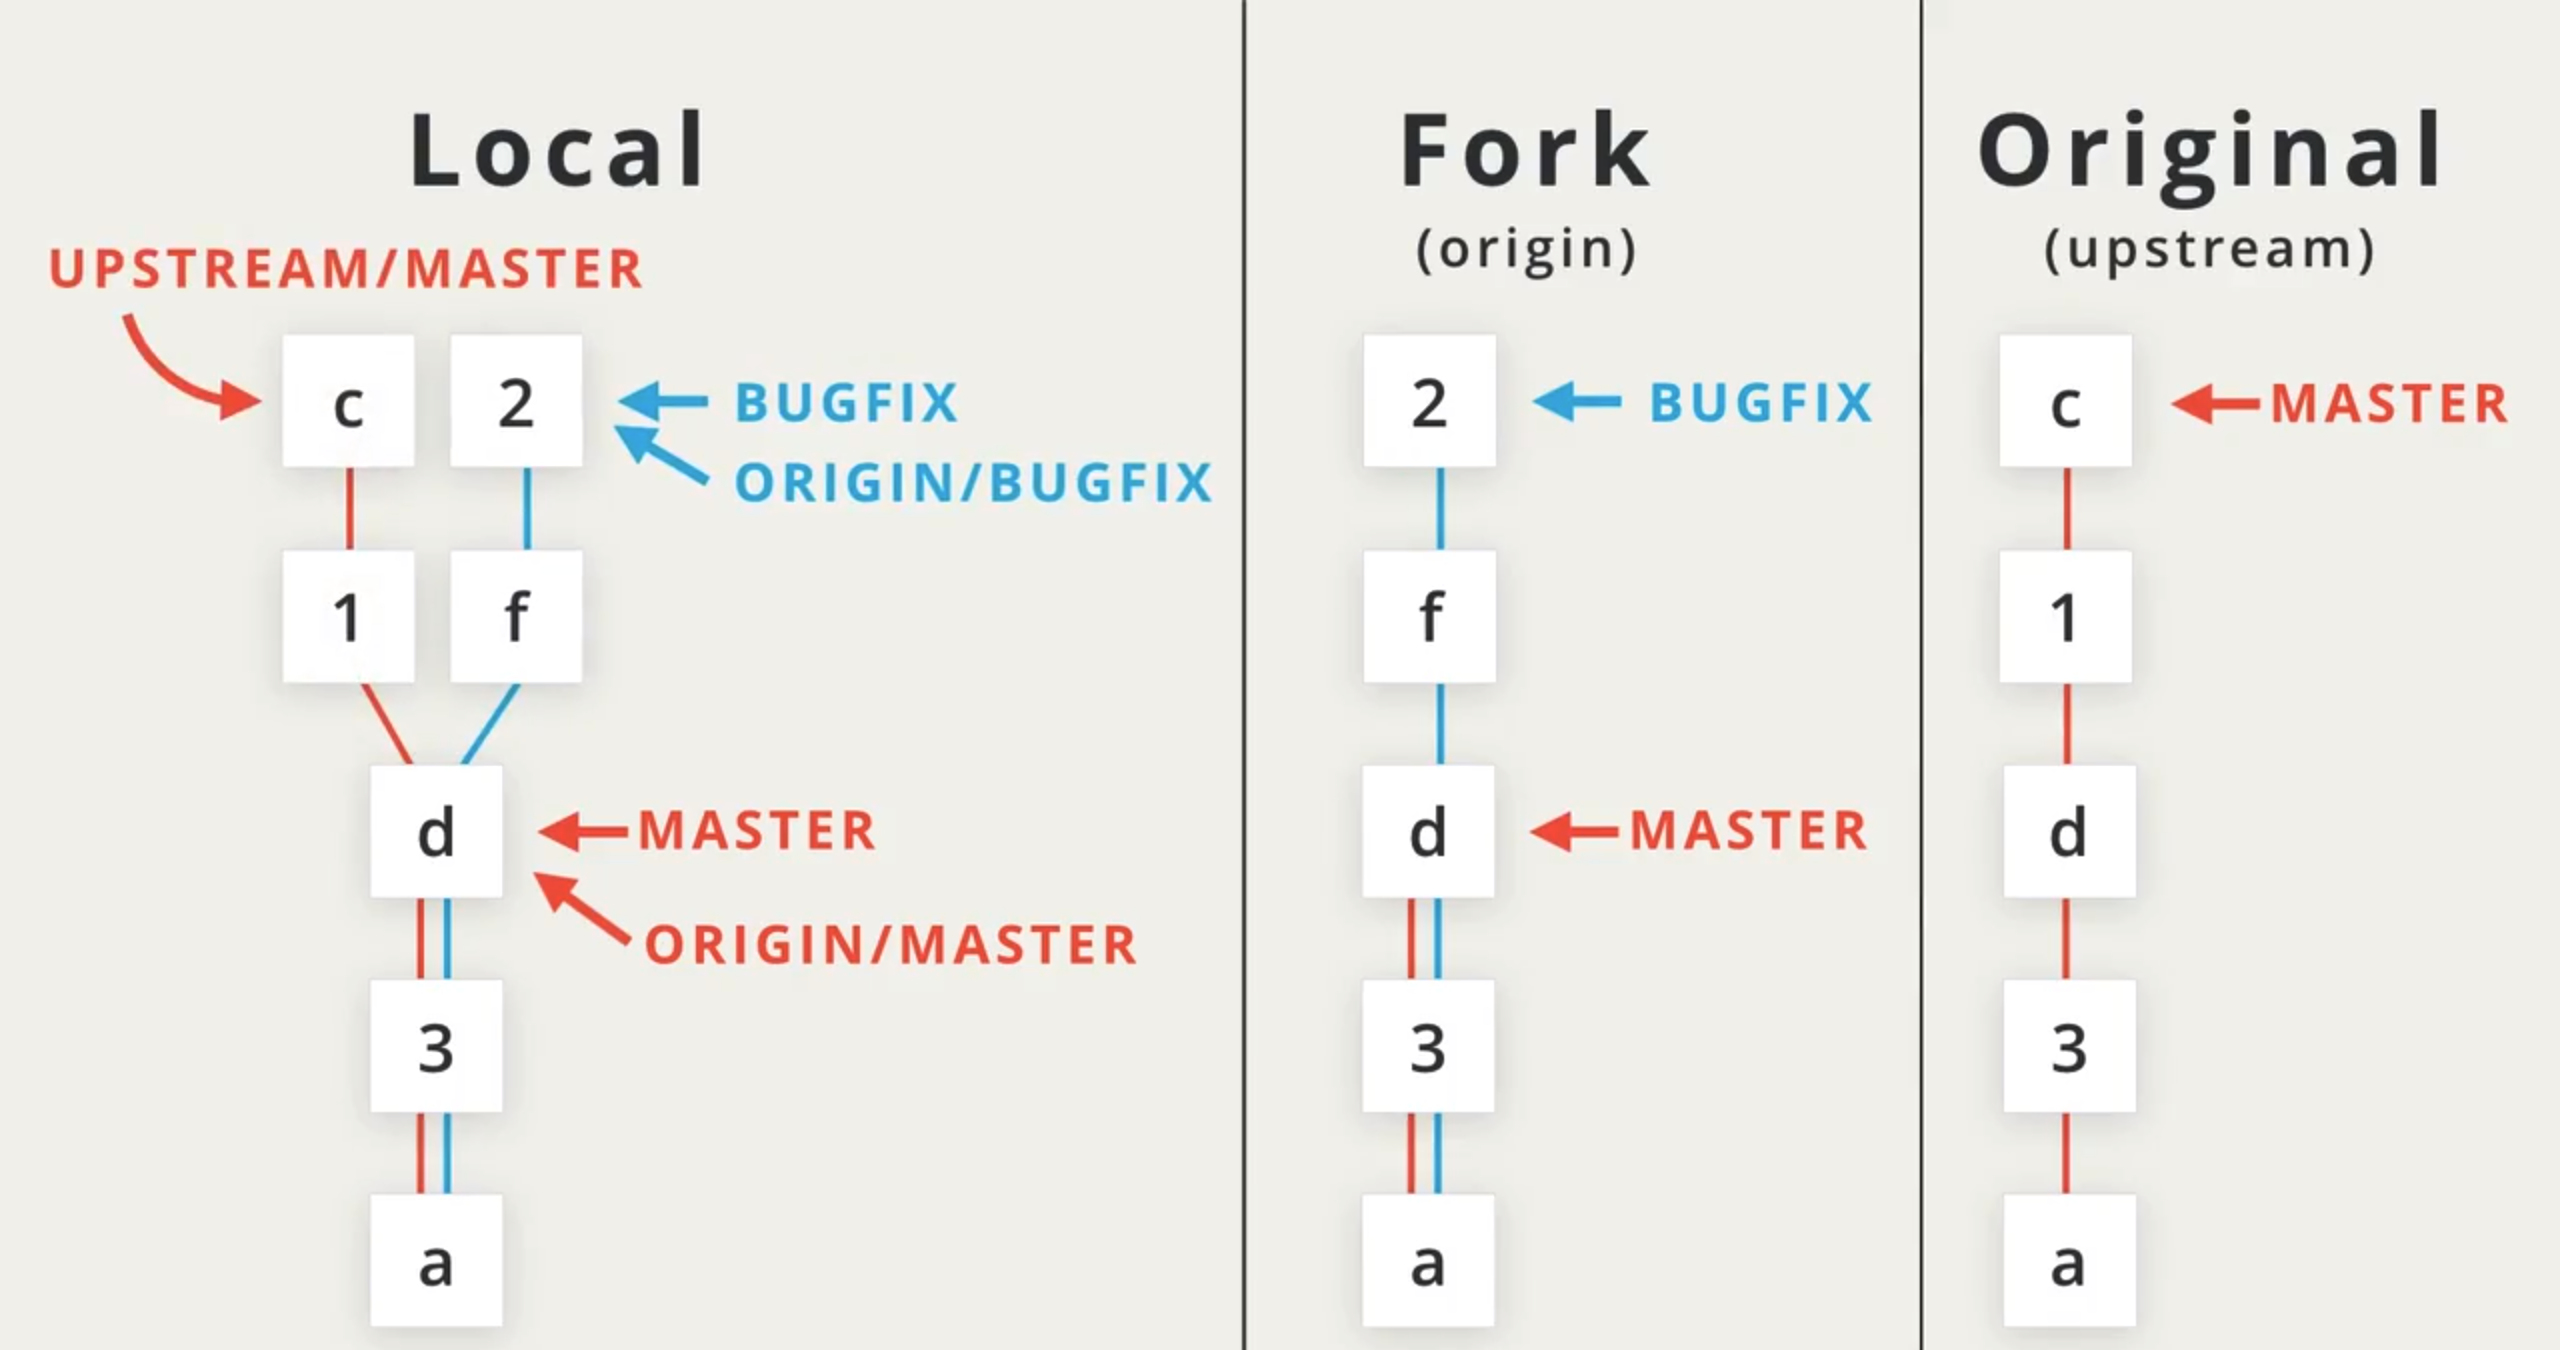 Local
UPSTREAM/MASTER
c
2
BUGFIX
ORIGIN/BUGFIX
1
f
d
MASTER
ORIGIN/MASTER
3
a
Fork
(origin)
2
BUGFIX
f
d
MASTER
3
a
Original
(upstream)
c
MASTER
1
d
3
a